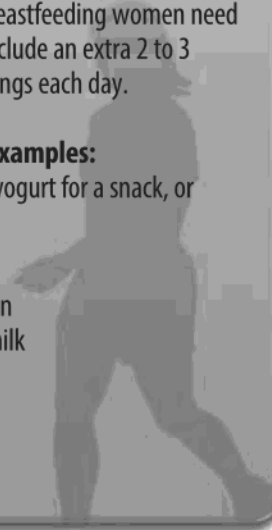 eastfeeding women need
clude an extra 2 to 3
ngs each day.
xamples:
yogurt for a snack, or
n
ilk